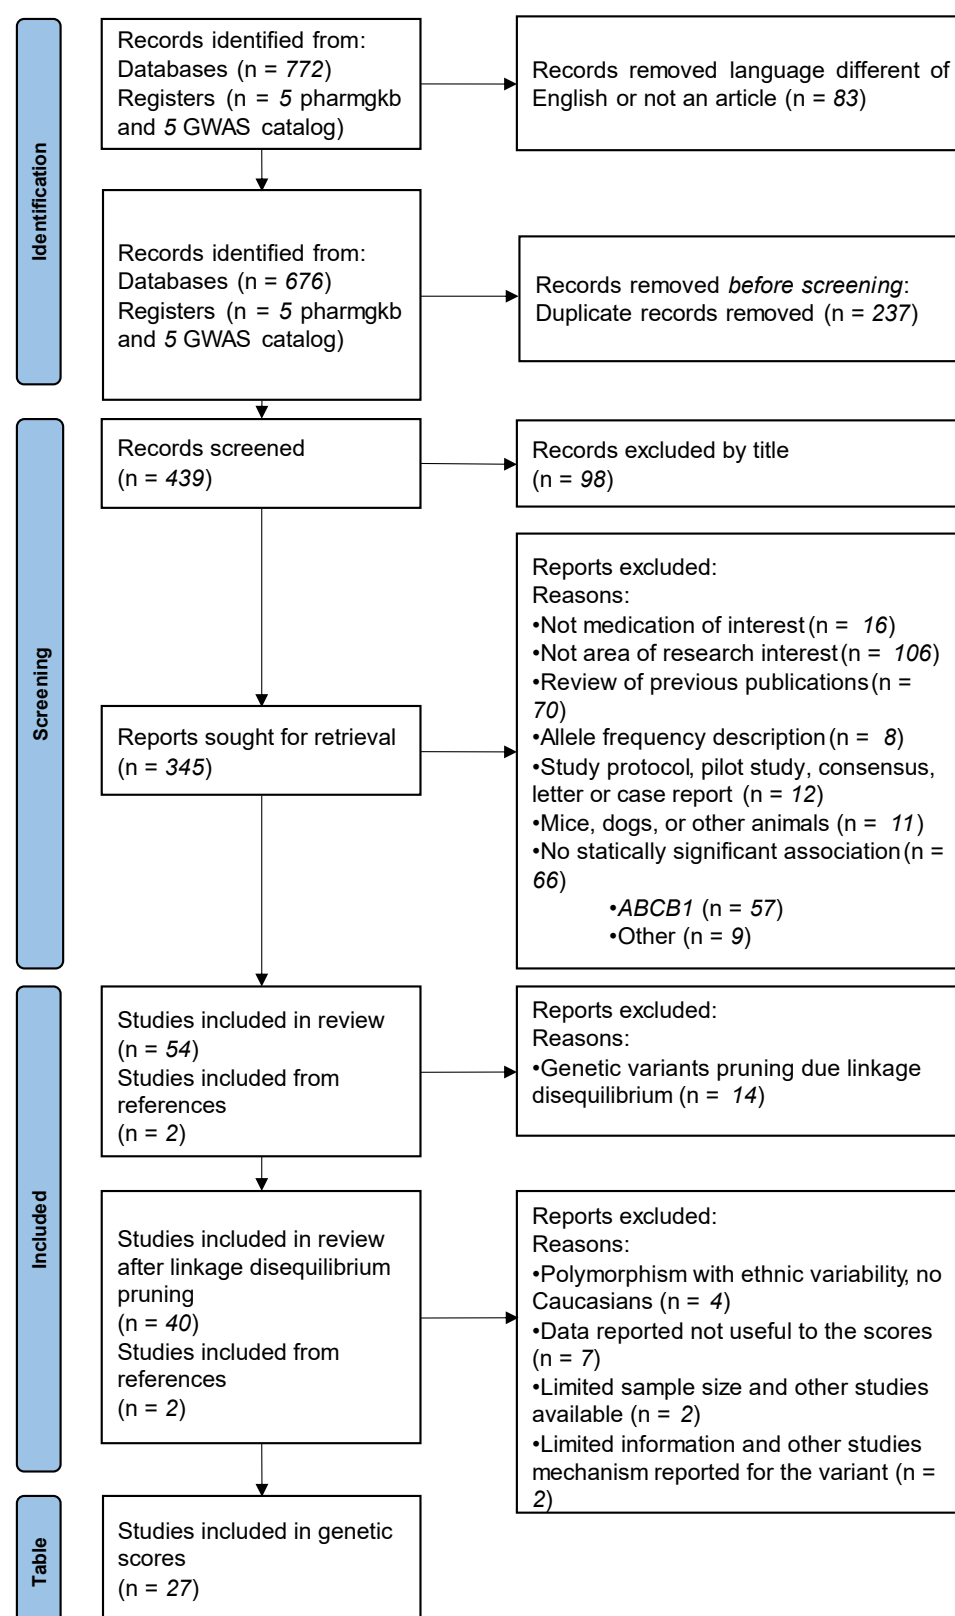 Identification
Records identified from:
Databases (n = 772)
Registers (n = 5 pharmgkb
and 5 GWAS catalog)
Records removed language different of
English or not an article (n = 83)
Records identified from:
Databases (n = 676)
Registers (n = 5 pharmgkb
and 5 GWAS catalog)
Records removed before screening:
Duplicate records removed (n = 237)
Screening
Records screened
(n = 439)
Records excluded by title
(n = 98)
Reports sought for retrieval
(n = 345)
Reports excluded:
Reasons:
•Not medication of interest (n = 16)
•Not area of research interest (n = 106)
•Review of previous publications (n =
70)
•Allele frequency description (n = 8)
•Study protocol, pilot study, consensus,
letter or case report (n = 12)
•Mice, dogs, or other animals (n = 11)
•No statically significant association (n =
66)
•ABCB1 (n = 57)
•Other (n = 9)
Included
Studies included in review
(n = 54)
Studies included from
references
(n = 2)
Reports excluded:
Reasons:
•Genetic variants pruning due linkage
disequilibrium (n = 14)
Studies included in review
after linkage disequilibrium
pruning
(n = 40)
Studies included from
references
(n = 2)
Reports excluded:
Reasons:
•Polymorphism with ethnic variability, no
Caucasians (n = 4)
•Data reported not useful to the scores
(n = 7)
•Limited sample size and other studies
available (n = 2)
•Limited information and other studies
mechanism reported for the variant (n =
2)
Table
Studies included in genetic
scores
(n = 27)